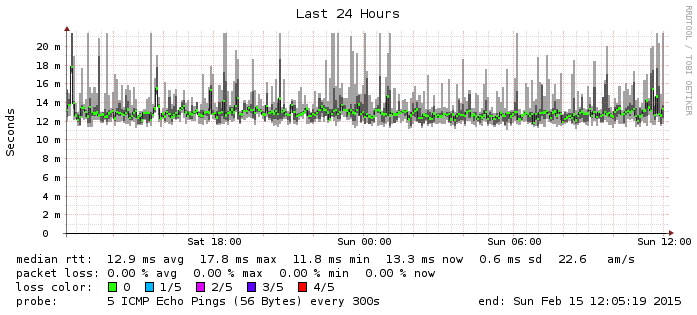 Last 24 Hours
RRDTOOL / TOBI OETIKER
Seconds
20 m
18 m
16 m
14 m
12 m
10 m
8 m
6 m
4 m
2 m
0
Sat 18:00 Sun 00:00 Sun 06:00 Sun 12:00
median rtt: 12.9 ms avg 17.8 ms max 11.8 ms min 13.3 ms now 0.6 ms sd 22.6 am/s
packet loss: 0.00 % avg 0.00 % max 0.00 % min 0.00 % now
loss color: 0 1/5 2/5 3/5 4/5
probe: 5 ICMP Echo Pings (56 Bytes) every 300s end: Sun Feb 15 12:05:19 2015